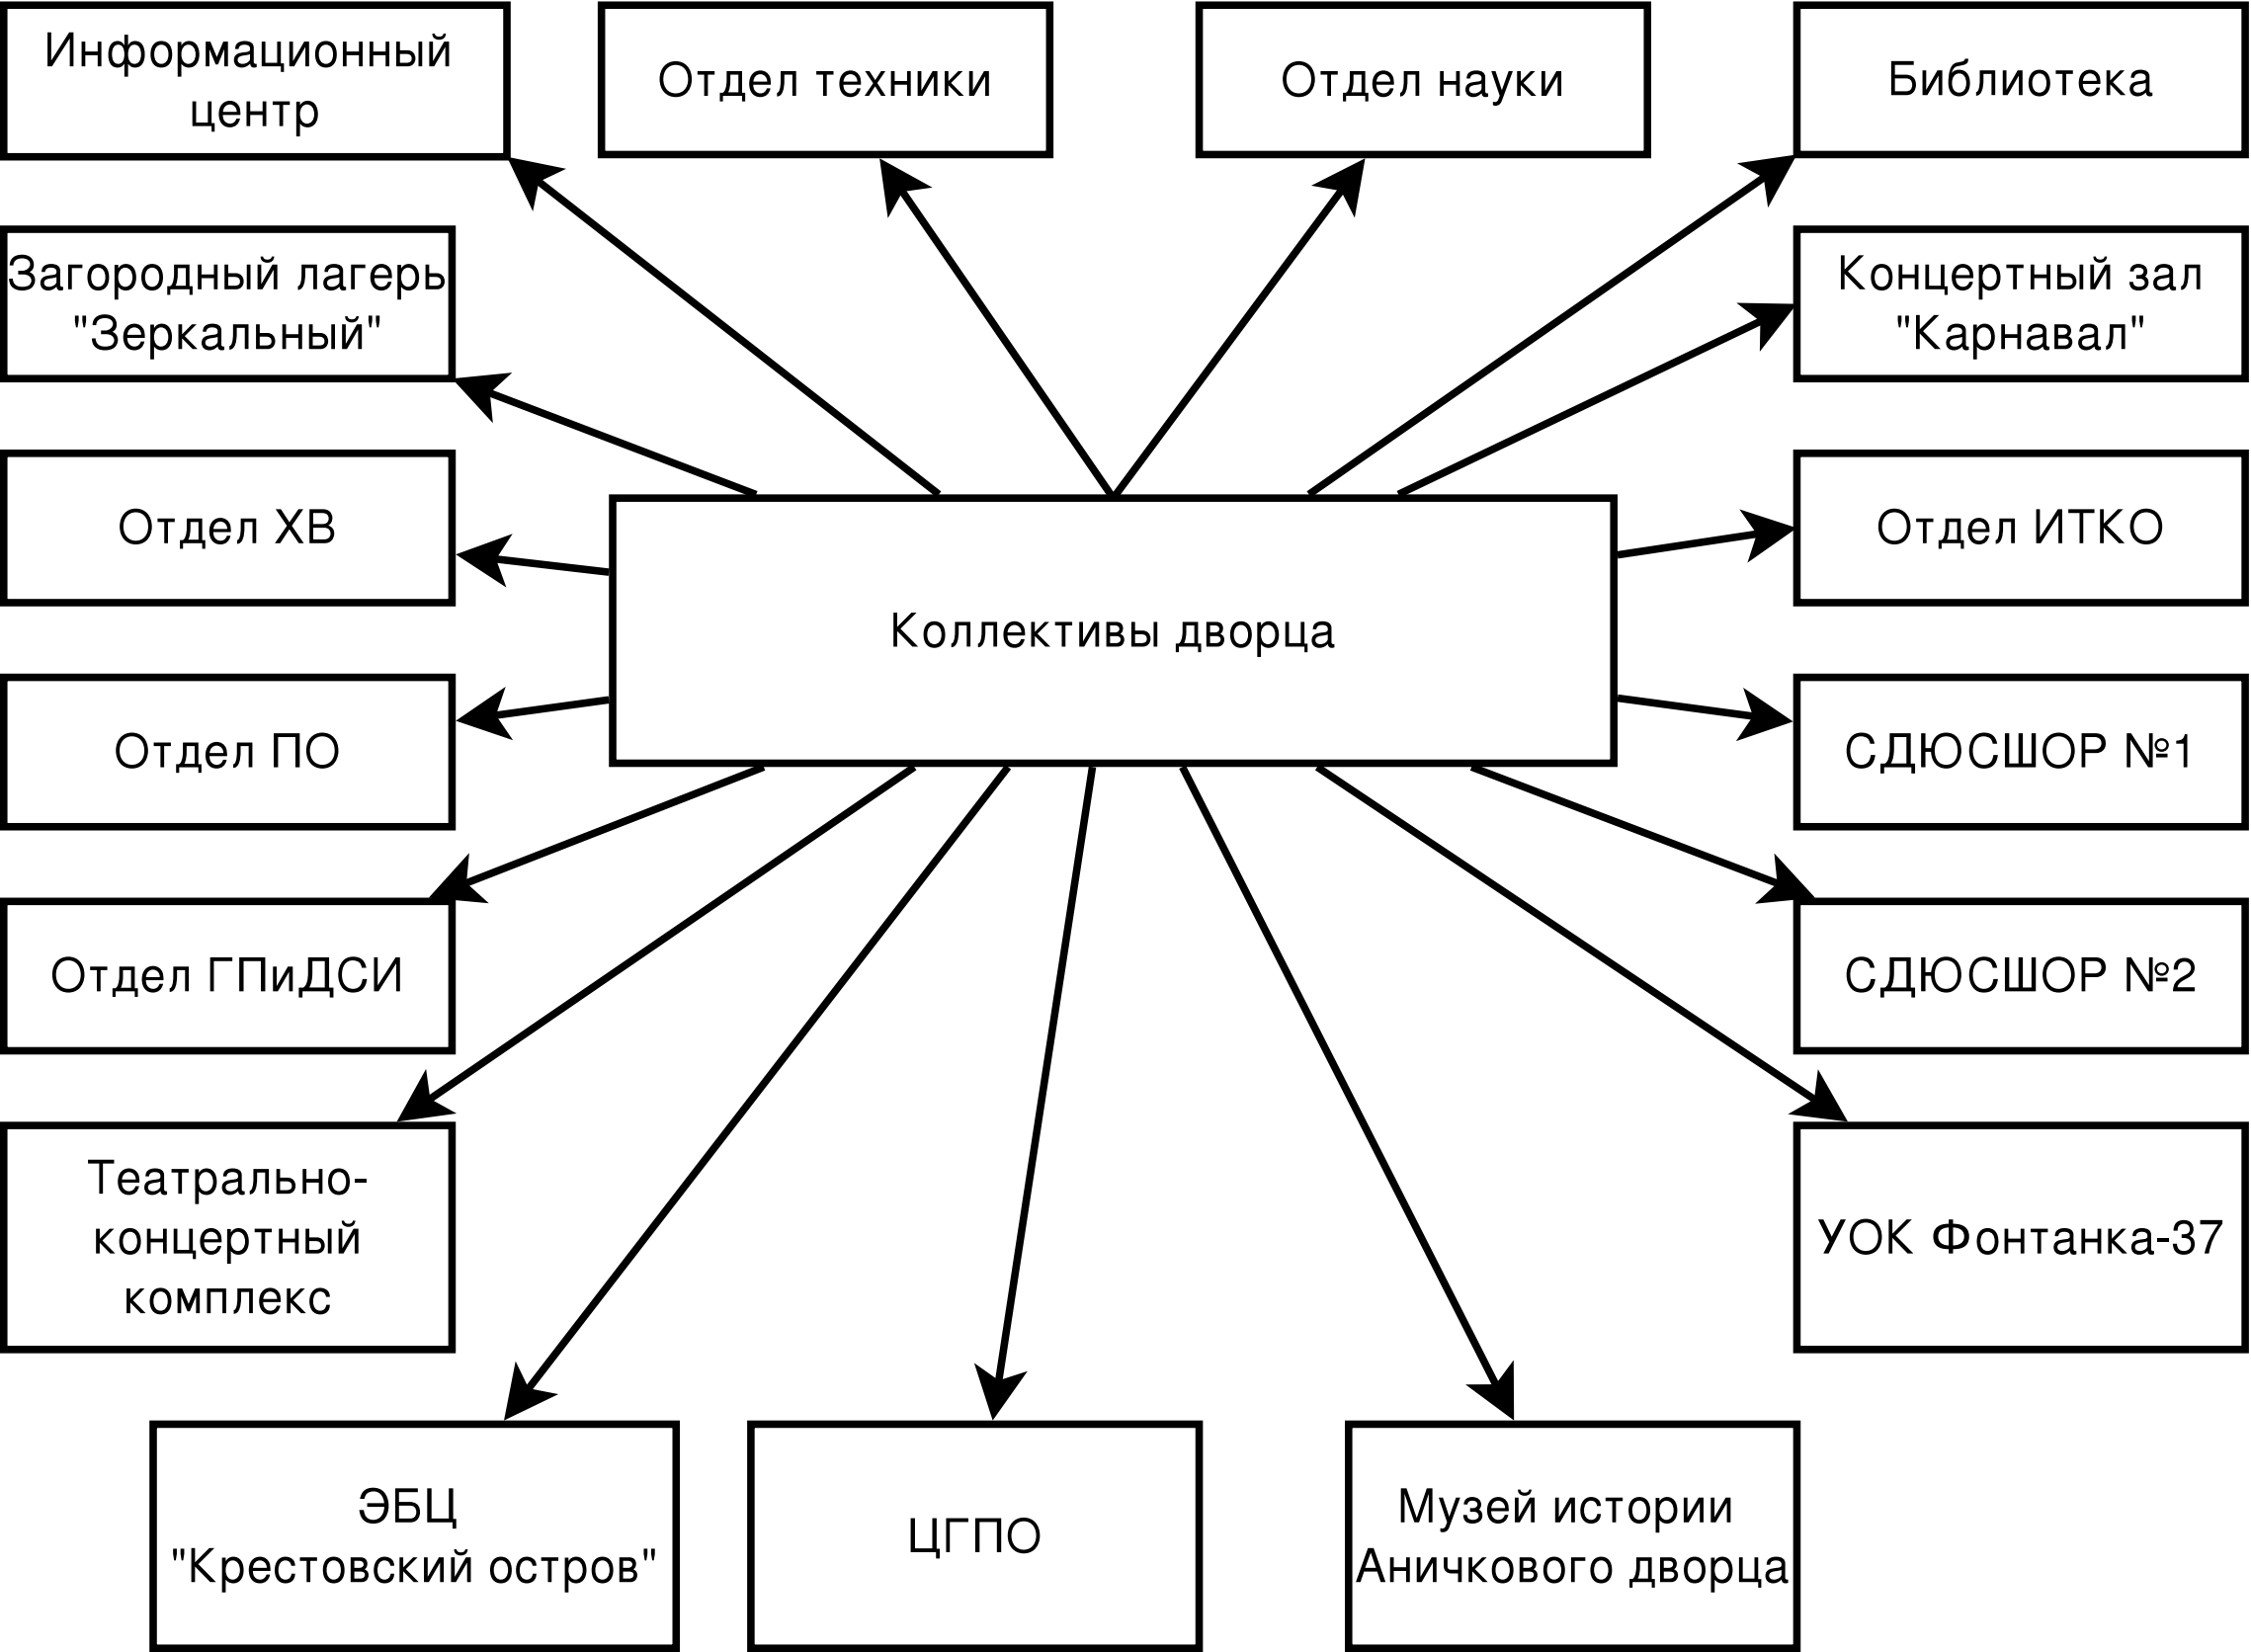 Информационный
центр
Отдел техники
Отдел науки
Библиотека
Загородный лагерь
"Зеркальный"
Концертный зал
"Карнавал"
Отдел ХВ
Отдел ИТКО
Коллективы дворца
Отдел ПО
СДЮСШОР №1
Отдел ГПиДСИ
СДЮСШОР №2
Театрально-
концертный
комплекс
УОК Фонтанка-37
ЭБЦ
"Крестовский остров"
ЦГПО
Музей истории
Аничкового дворца